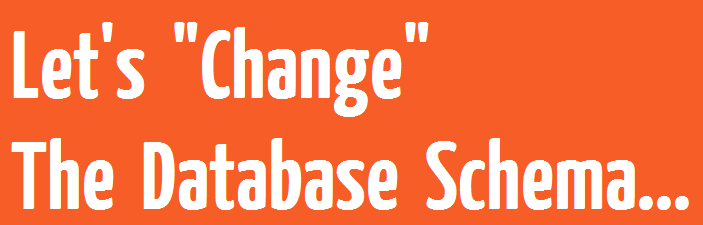 Let's "Change"
The Database Schema...